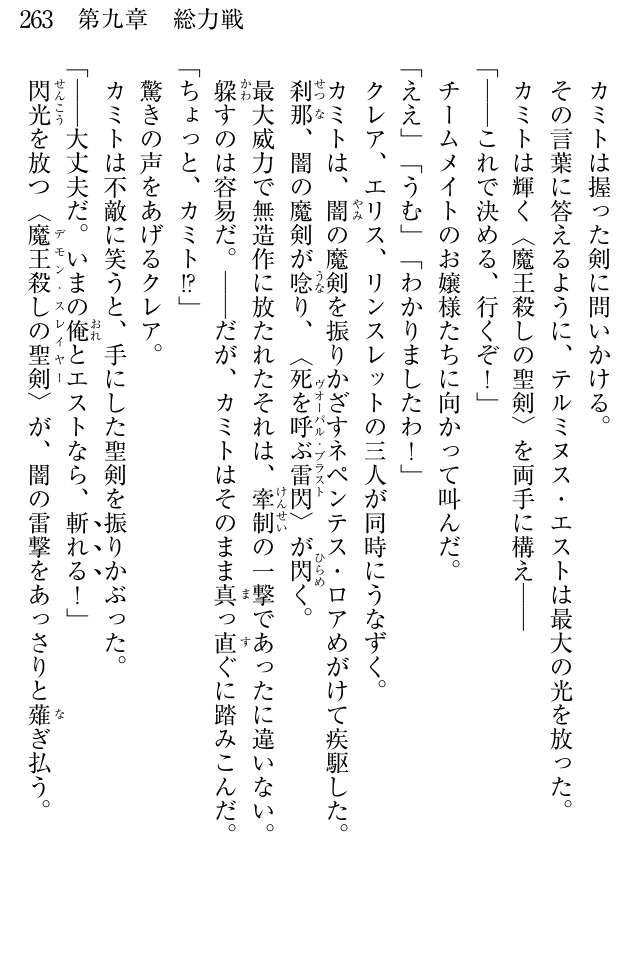 263　第九章　総力戦
カミトは握った剣に問いかける。
その言葉に答えるように、テルミヌス・エストは最大の光を放った。
カミトは輝く〈魔王殺しの聖剣〉を両手に構え――
「――これで決める、行くぞ！」
チームメイトのお嬢様たちに向かって叫んだ。
「ええ」「うむ」「わかりましたわ！」
クレア、エリス、リンスレットの三人が同時にうなずく。
カミトは、闇の魔剣を振りかざすネペンテス・ロアめがけて疾駆した。
刹那、闇の魔剣が唸り、〈死を呼ぶ雷閃〉が閃く。
最大威力で無造作に放たれたそれは、牽制の一撃であったに違いない。
躱すのは容易だ。――だが、カミトはそのまま真っ直ぐに踏みこんだ。
「ちょっと、カミト!?」
驚きの声をあげるクレア。
カミトは不敵に笑うと、手にした聖剣を振りかぶった。
「――大丈夫だ。いまの俺とエストなら、斬れる！」
閃光を放つ〈魔王殺しの聖剣〉が、闇の雷撃をあっさりと薙ぎ払う。